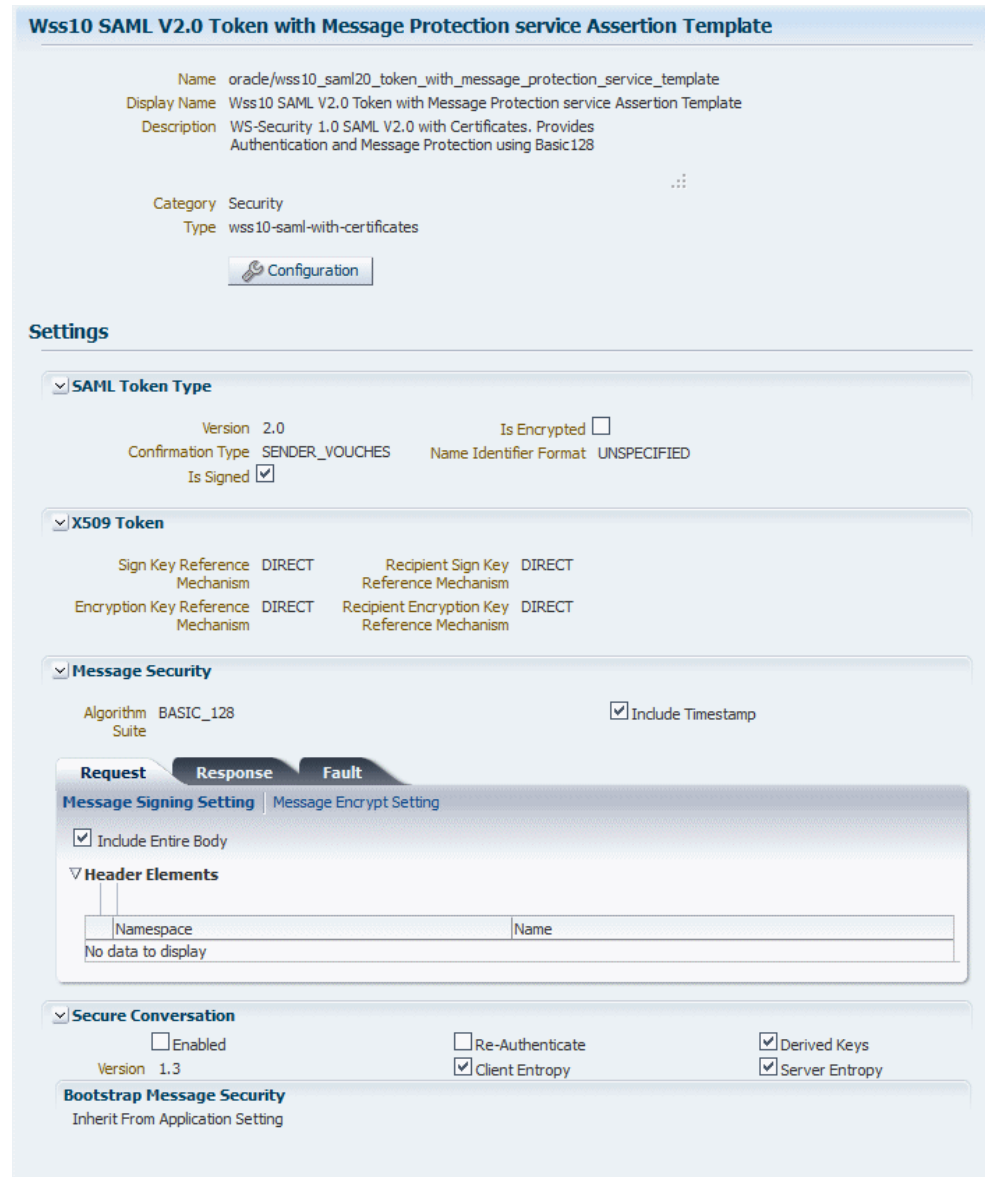 Wss10 SAML V2.0 Token with Message Protection service Assertion Template
Name oracle/wss10_saml20_token_with_message_protection_service_template
Display Name Wss10 SAML V2.0 Token with Message Protection service Assertion Template
Description WS-Security 1.0 SAML V2.0 with Certificates. Provides
Authentication and Message Protection using Basic128
Category Security
Type wss10-saml-with-certificates
Configuration
Settings
SAML Token Type
Version 2.0 Is Encrypted
Confirmation Type SENDER_VOUCHES Name Identifier Format UNSPECIFIED
Is Signed
X509 Token
Sign Key Reference DIRECT Recipient Sign Key DIRECT
Mechanism Reference Mechanism
Encryption Key Reference DIRECT Recipient Encryption Key DIRECT
Mechanism Reference Mechanism
Message Security
Algorithm BASIC_128 Include Timestamp
Suite
Request Response Fault
Message Signing Setting Message Encrypt Setting
Include Entire Body
Header Elements
Namespace Name
No data to display
Secure Conversation
Enabled Re-Authenticate Derived Keys
Version 1.3 Client Entropy Server Entropy
Bootstrap Message Security
Inherit From Application Setting